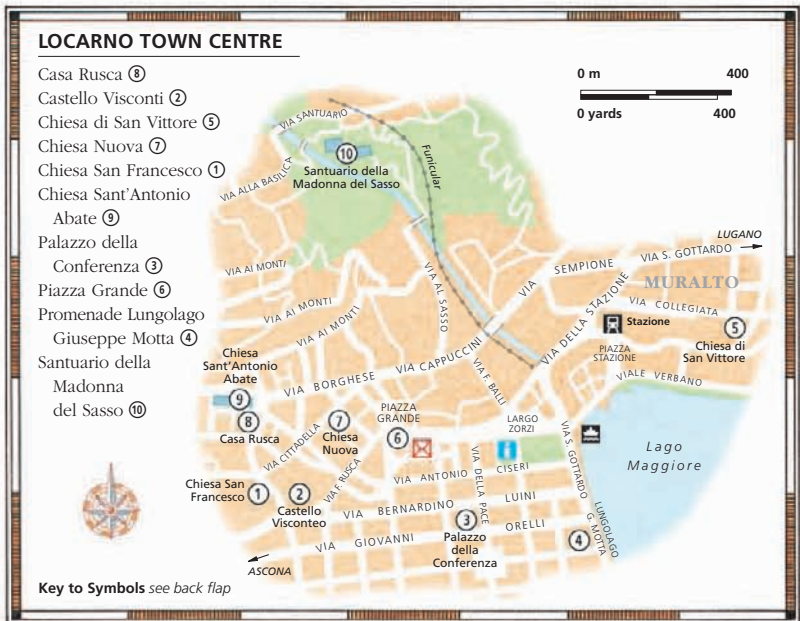 LOCARNO TOWN CENTRE
Casa Rusca ⑧
Castello Visconti ②
Chiesa di San Vittore ⑤
Chiesa Nuova ⑦
Chiesa San Francesco ①
Chiesa Sant'Antonio
Abate ⑨
Palazzo della
Conferenza ③
Piazza Grande ⑥
Promenade Lungolago
Giuseppe Motta ④
Santuario della
Madonna
del Sasso ⑩
0 m 400
0 yards 400
VIA SANTUARIO
⑩
Santuario della
Madonna del Sasso
Funicular
VIA ALLA BASILICA
VIA AI MONTI
VIA AI MONTI
VIA AI MONTI
VIA AL SASSO
LUGANO
VIA S. GOTTARDO
VIA SEMPIONE
MURALTO
VIA COLLEGIATA
VIA DELLA STAZIONE
Stazione
PIAZZA
STAZIONE
⑤
Chiesa di
San Vittore
VIALE VERBANO
Chiesa
Sant'Antonio
Abate
⑨
⑧
Casa Rusca
VIA BORGHESE
VIA CAPPUCCINI
VIA F. BALLI
PIAZZA
GRANDE
⑥
⑦
Chiesa
Nuova
VIA CITTADELLA
VIA F. RUSCA
LARGO
ZORZI
i
VIA S. GOTTARDO
Lago
Maggiore
Chiesa San
Francesco
①
②
Castello
Visconteo
VIA ANTONIO CISERI
VIA DELLA PACE
VIA BERNARDINO LUINI
VIA GIOVANNI ORELLI
③
Palazzo
della
Conferenza
④
LUNGOLAGO
G. MOTTA
ASCONA
Key to Symbols see back flap